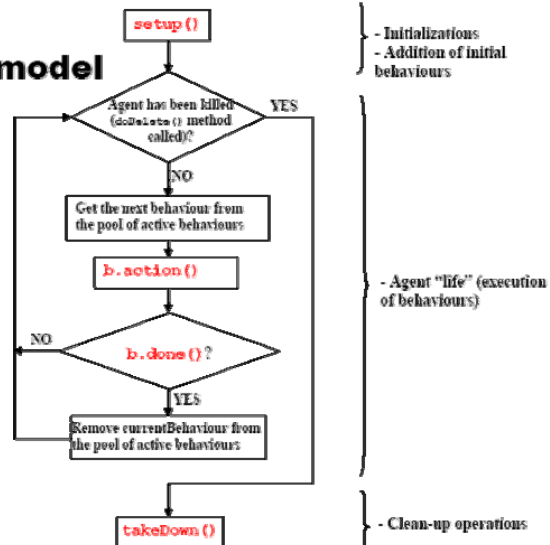 setup()
- Initializations
- Addition of initial
behaviours
model
Agent has been killed
(doDelete() method
called)?
YES
NO
Get the next behaviour from
the pool of active behaviours
b.action()
- Agent “life” (execution
of behaviours)
NO
b.done()?
YES
Remove currentBehaviour from
the pool of active behaviours
takeDown()
- Clean-up operations